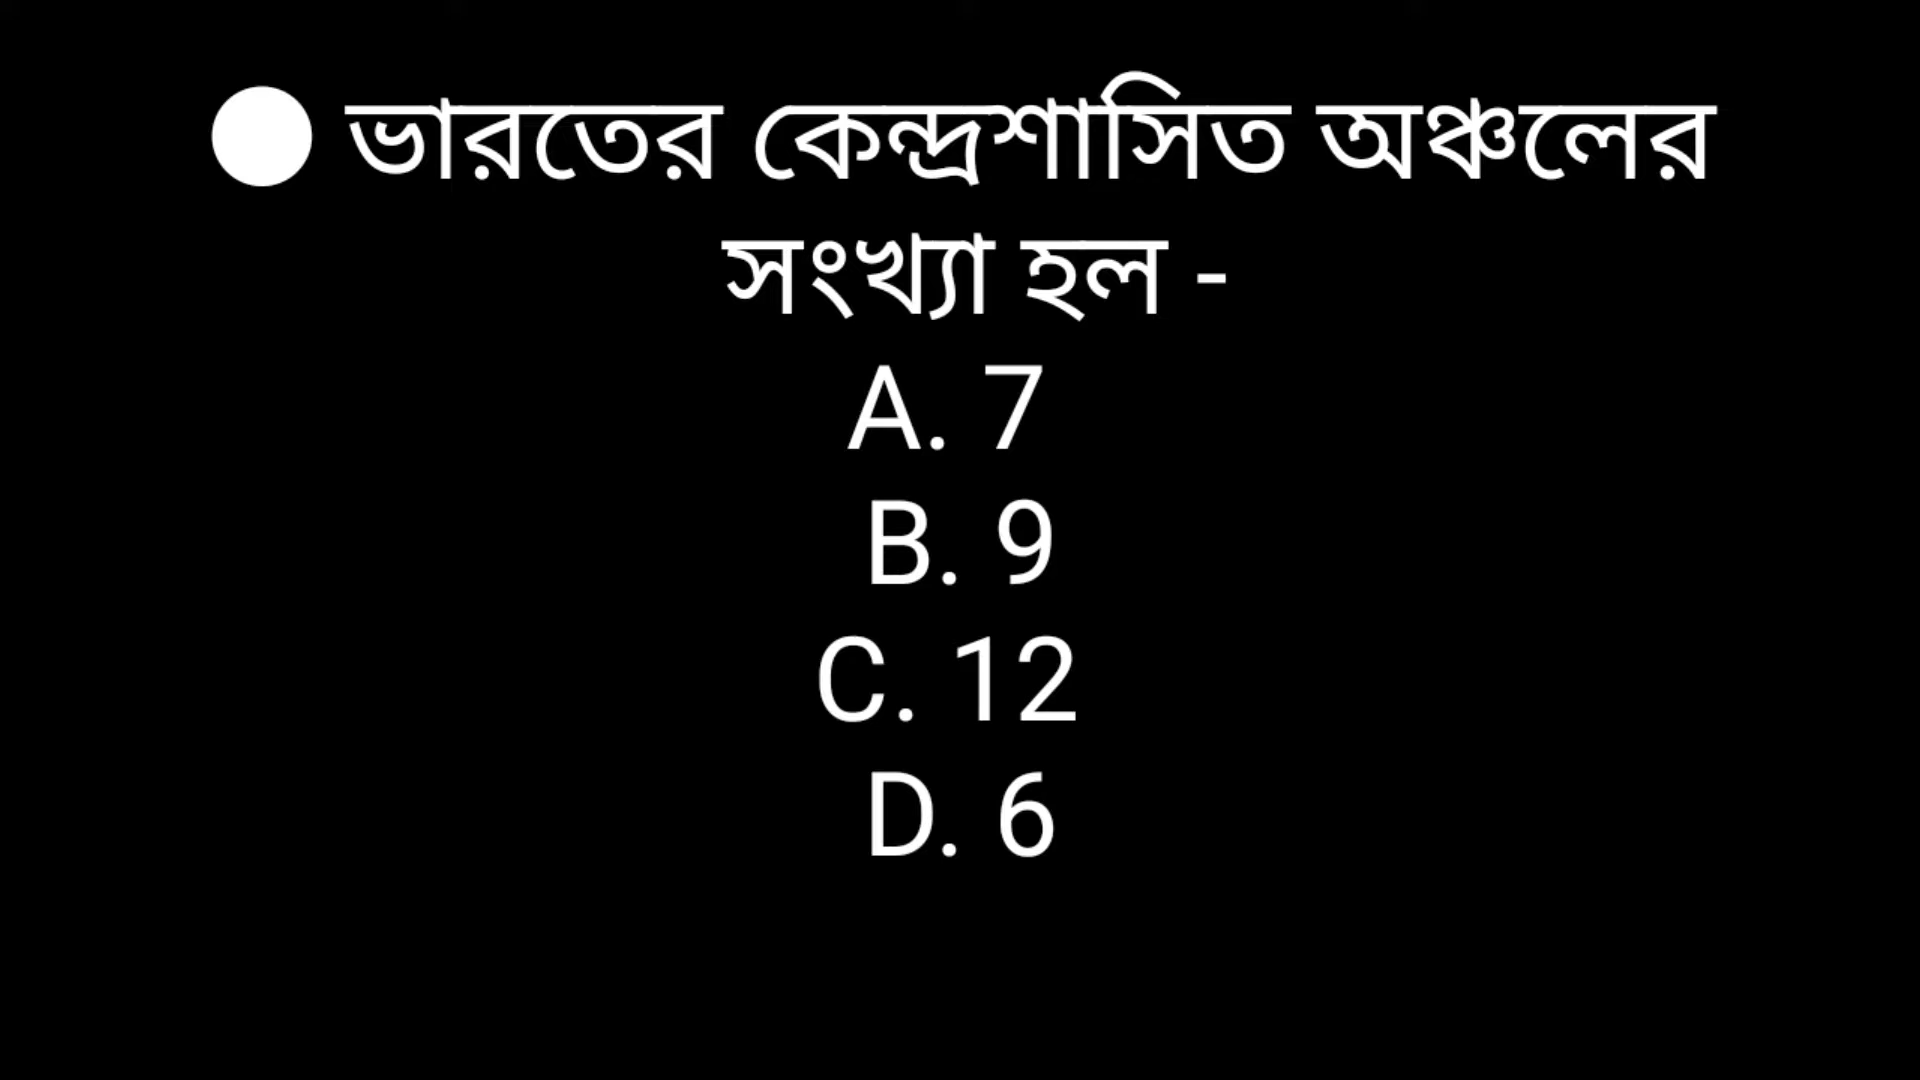 ● ভারতের কেন্দ্রশাসিত অঞ্চলের
সংখ্যা হল -
A. 7
B. 9
C. 12
D. 6